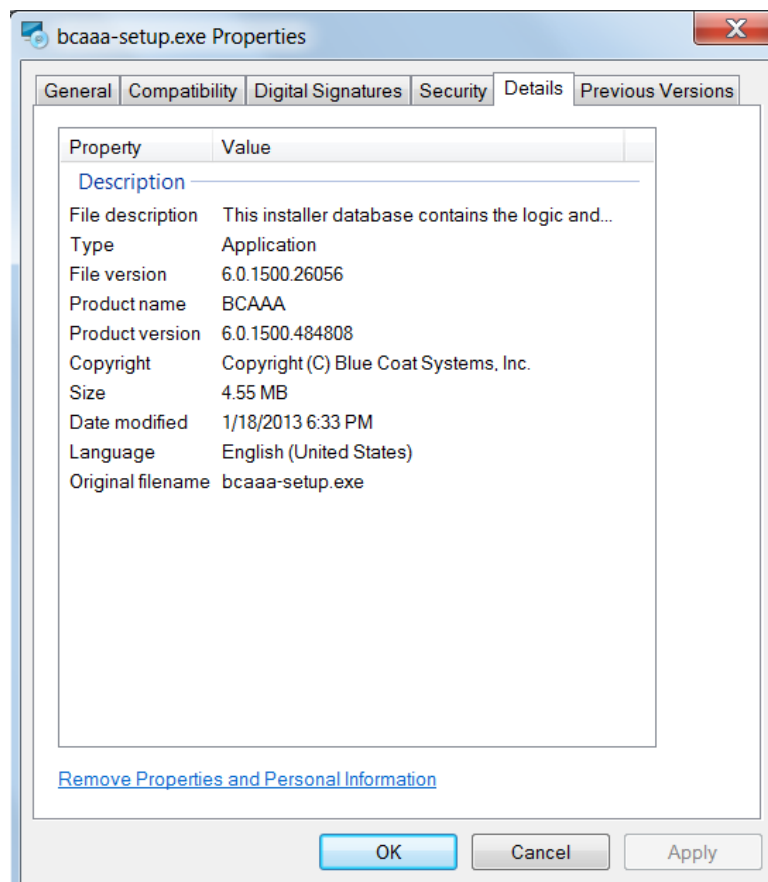 bcaaa-setup.exe Properties
General Compatibility Digital Signatures Security Details Previous Versions
Property Value
Description
File description This installer database contains the logic and...
Type Application
File version 6.0.1500.26056
Product name BCAAA
Product version 6.0.1500.484808
Copyright Copyright (C) Blue Coat Systems, Inc.
Size 4.55 MB
Date modified 1/18/2013 6:33 PM
Language English (United States)
Original filename bcaaa-setup.exe
Remove Properties and Personal Information
OK Cancel Apply